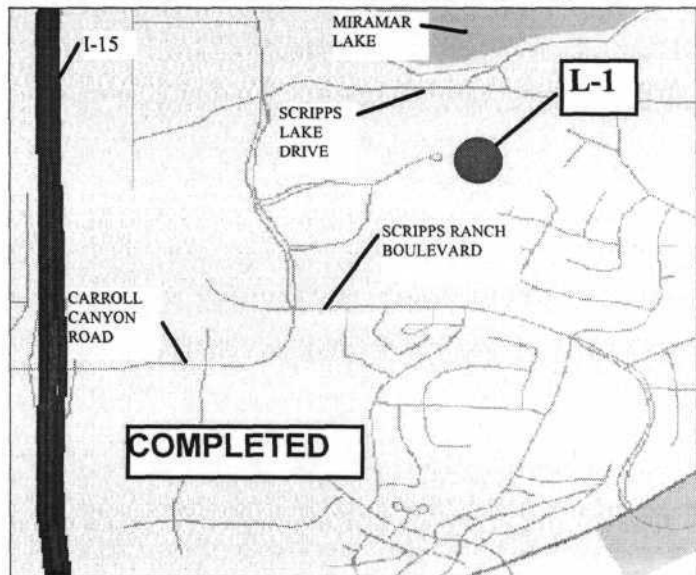 MIRAMAR
LAKE
I-15
L-1
SCRIPPS
LAKE
DRIVE
SCRIPPS RANCH
BOULEVARD
CARROLL
CANYON
ROAD
COMPLETED